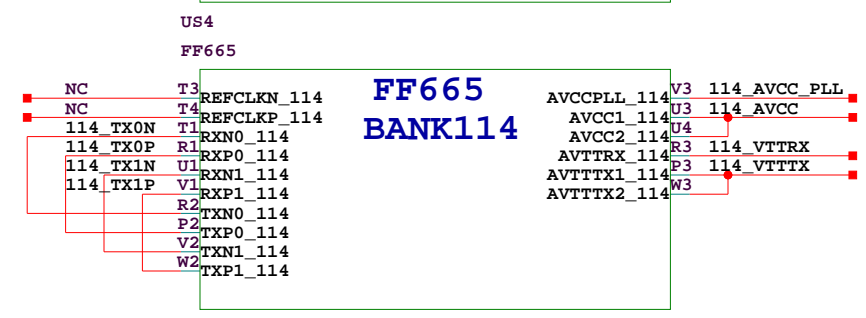 US4
FF665
FF665
BANK114
NC T3 REFCLKN_114
NC T4 REFCLKP_114
114_TX0N T1 RXN0_114
114_TX0P R1 RXP0_114
114_TX1N U1 RXN1_114
114_TX1P V1 RXP1_114
R2 TXN0_114
P2 TXP0_114
V2 TXN1_114
W2 TXP1_114
AVCCPLL_114 V3 114_AVCC_PLL
AVCC1_114 U3 114_AVCC
AVCC2_114 U4
AVTTRX_114 R3 114_VTTRX
AVTTTX1_114 P3 114_VTTTX
AVTTTX2_114 W3